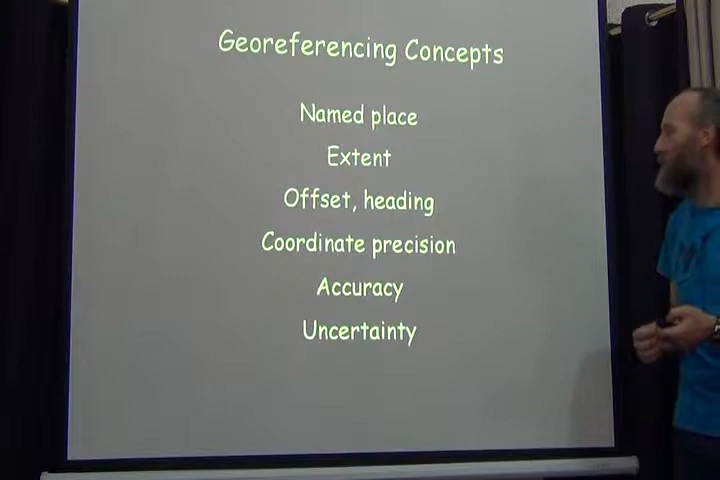 Georeferencing Concepts
Named place
Extent
Offset, heading
Coordinate precision
Accuracy
Uncertainty